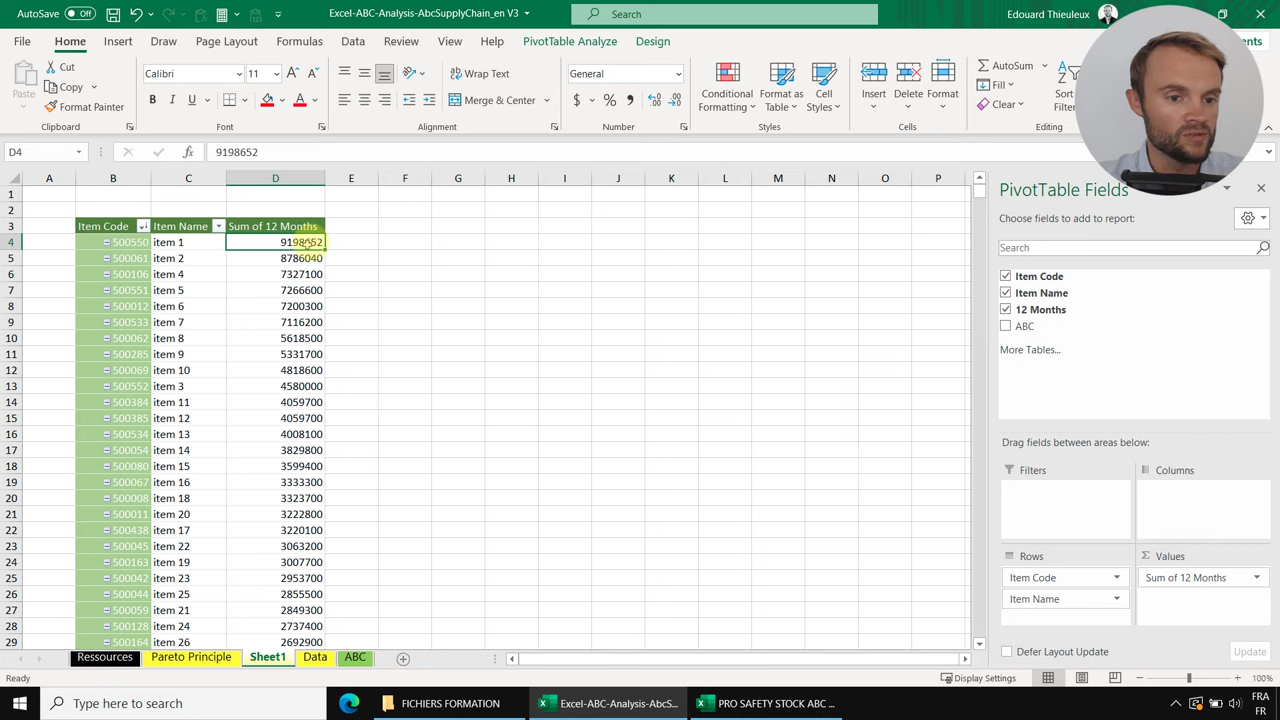 AutoSave Off Excel-ABC-Analysis-AbcSupplyChain_en V3 Search Edouard Thieuleux
File Home Insert Draw Page Layout Formulas Data Review View Help PivotTable Analyze Design
Paste Cut Copy Format Painter
Clipboard
Calibri 11
B I U A
Font
Wrap Text
Merge & Center
Alignment
General
$ % ,
Number
Conditional Formatting Format as Table Cell Styles
Styles
Insert Delete Format
Cells
AutoSum
Fill
Clear
Sort
Editing
D4 fx 9198652
A B C D E F G H I J K L M N O P
1
2
3 Item Code Item Name Sum of 12 Months
4 500550 item 1 9198652
5 500061 item 2 8786040
6 500106 item 4 7327100
7 500551 item 5 7266600
8 500012 item 6 7200300
9 500533 item 7 7116200
10 500062 item 8 5618500
11 500285 item 9 5331700
12 500069 item 10 4818600
13 500552 item 3 4580000
14 500384 item 11 4059700
15 500385 item 12 4059700
16 500534 item 13 4008100
17 500054 item 14 3829800
18 500080 item 15 3599400
19 500067 item 16 3333300
20 500008 item 18 3323700
21 500011 item 20 3222800
22 500438 item 17 3220100
23 500045 item 22 3063200
24 500163 item 19 3007700
25 500042 item 23 2953700
26 500044 item 25 2855500
27 500059 item 21 2849300
28 500128 item 24 2737400
29 500164 item 26 2692900
PivotTable Fields
Choose fields to add to report:
Search
Item Code
Item Name
12 Months
ABC
More Tables...
Drag fields between areas below:
Filters Columns
Rows Values
Item Code Sum of 12 Months
Item Name
Defer Layout Update Update
Ressources Pareto Principle Sheet1 Data ABC
Ready Display Settings 100%
Type here to search FICHIERS FORMATION Excel-ABC-Analysis-AbcS... PRO SAFETY STOCK ABC ... FRA
FR